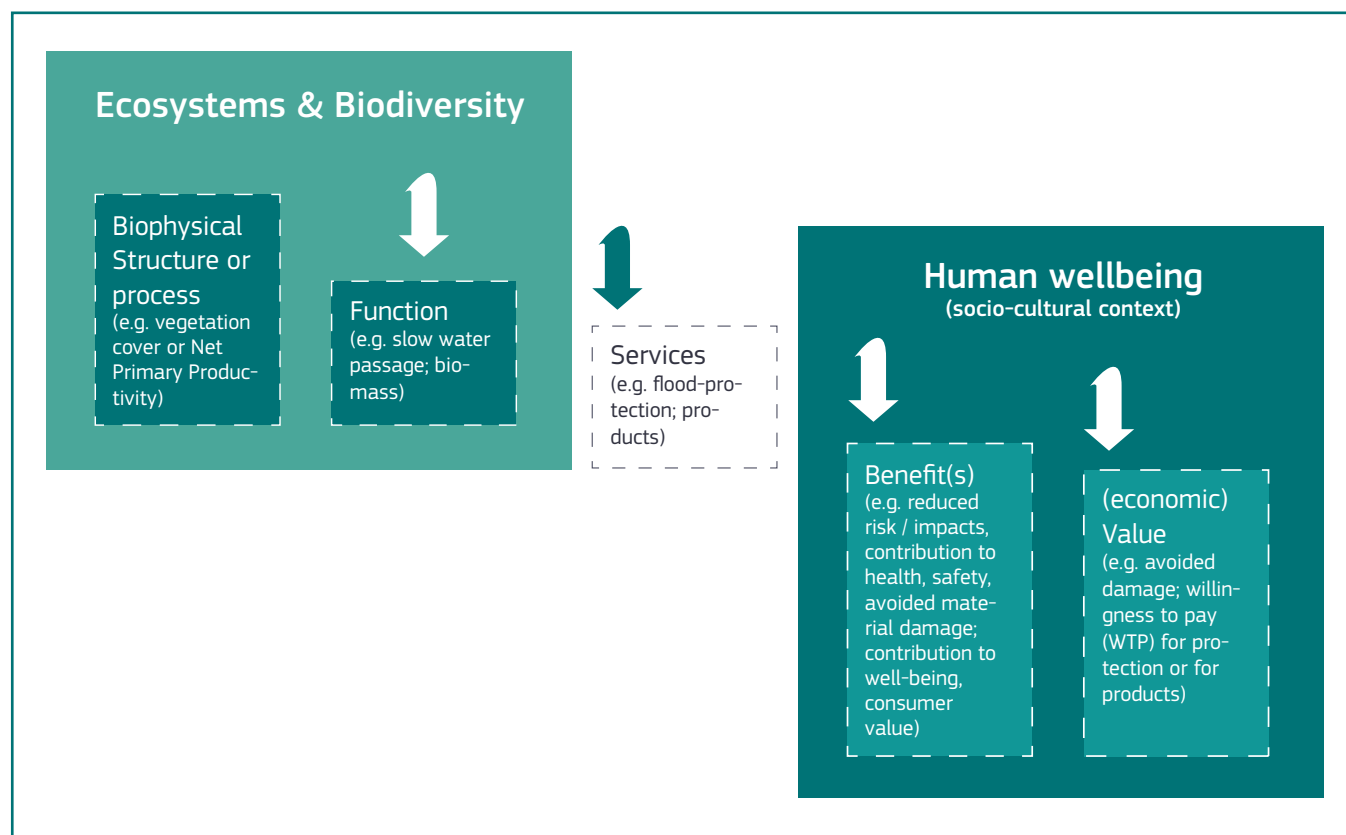 Ecosystems & Biodiversity
Biophysical
Structure or
process
(e.g. vegetation
cover or Net
Primary Produc-
tivity)
Function
(e.g. slow water
passage; bio-
mass)
Services
(e.g. flood-pro-
tection; pro-
ducts)
Human wellbeing
(socio-cultural context)
Benefit(s)
(e.g. reduced
risk / impacts,
contribution to
health, safety,
avoided mate-
rial damage;
contribution to
well-being,
consumer
value)
(economic)
Value
(e.g. avoided
damage; willin-
gness to pay
(WTP) for pro-
tection or for
products)